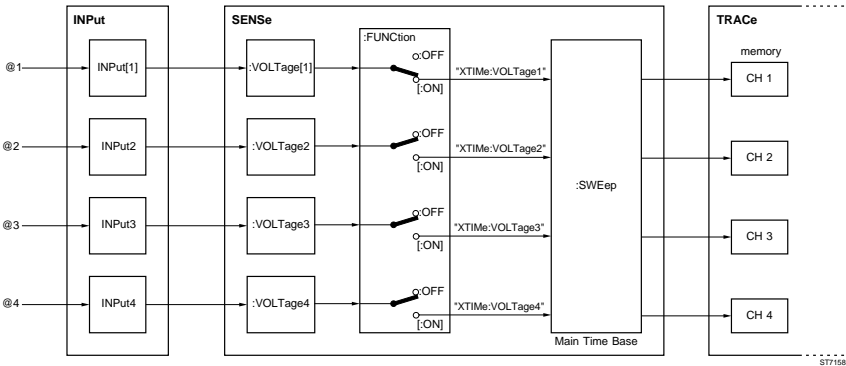 INPut SENSe TRACe
:FUNCtion
memory
@1 INPut[1] :VOLTage[1] :OFF [:ON] "XTIMe:VOLTage1" CH 1
@2 INPut2 :VOLTage2 :OFF [:ON] "XTIMe:VOLTage2" CH 2
:SWEep
@3 INPut3 :VOLTage3 :OFF [:ON] "XTIMe:VOLTage3" CH 3
@4 INPut4 :VOLTage4 :OFF [:ON] "XTIMe:VOLTage4" CH 4
Main Time Base
ST7158